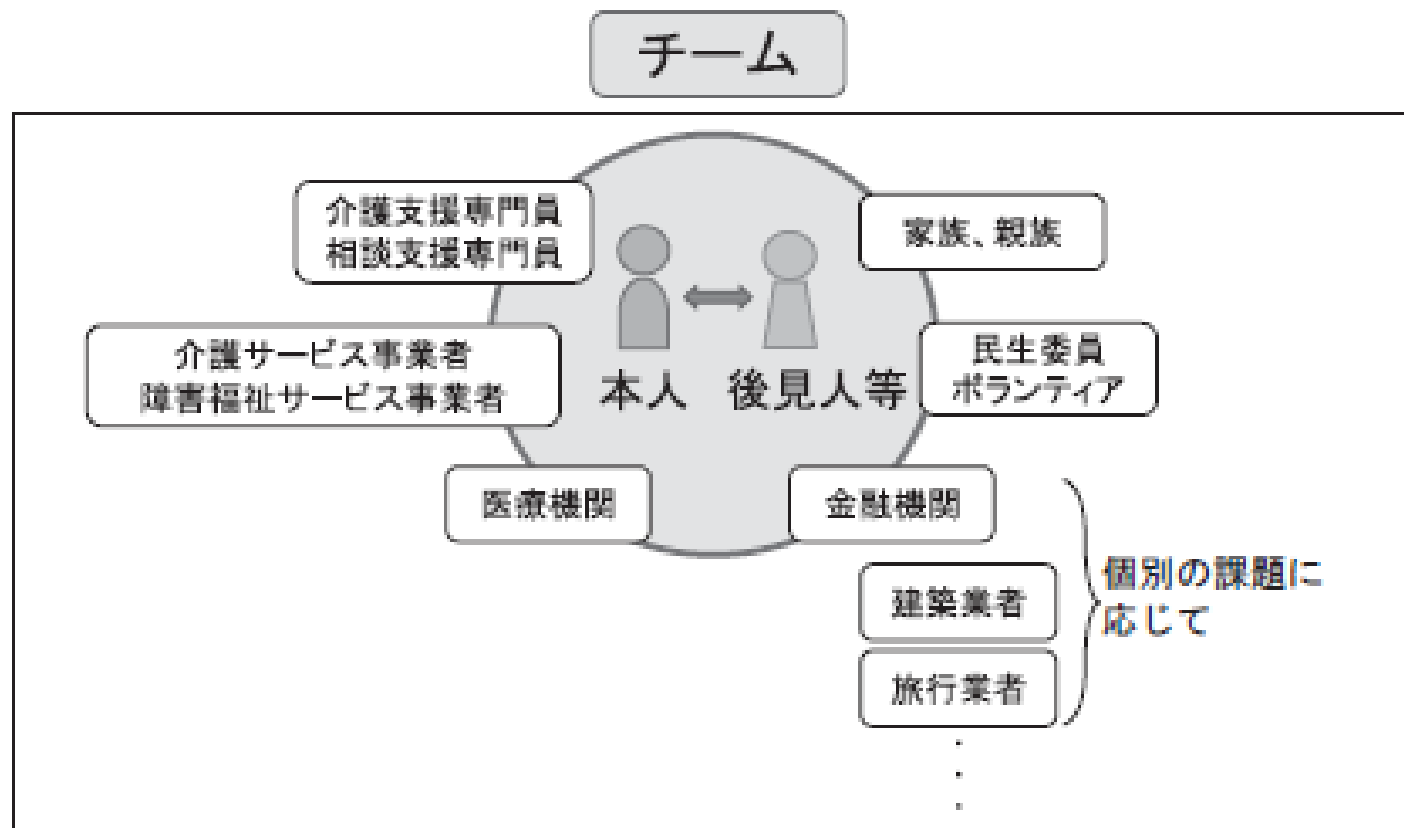 チーム
介護支援専門員
相談支援専門員
家族、親族
介護サービス事業者
障害福祉サービス事業者
本人
後見人等
民生委員
ボランティア
医療機関
金融機関
建築業者
旅行業者
個別の課題に
応じて